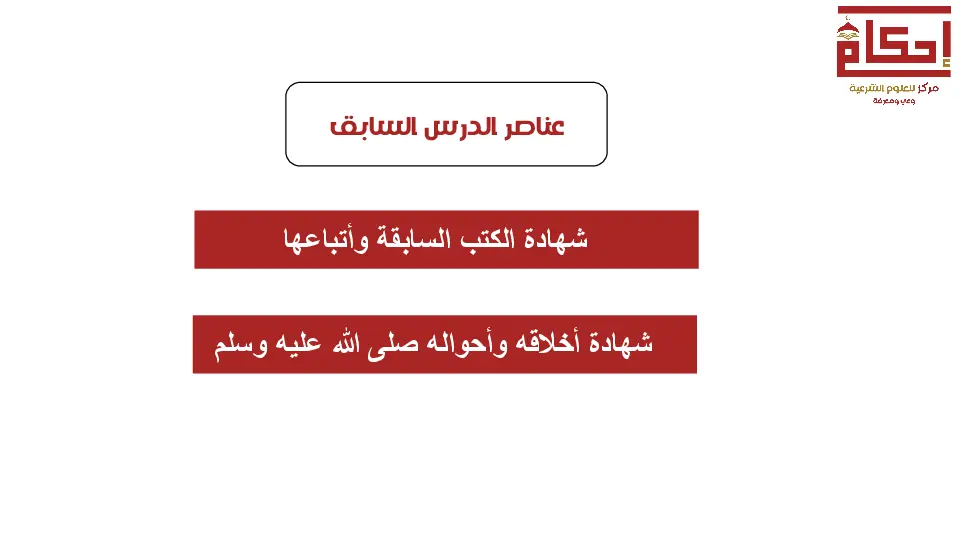 إحكام
مركز للعلوم الشرعية
وعي ومعرفة
عناصر الدرس السابق
شهادة الكتب السابقة وأتباعها
شهادة أخلاقه وأحواله صلى الله عليه وسلم